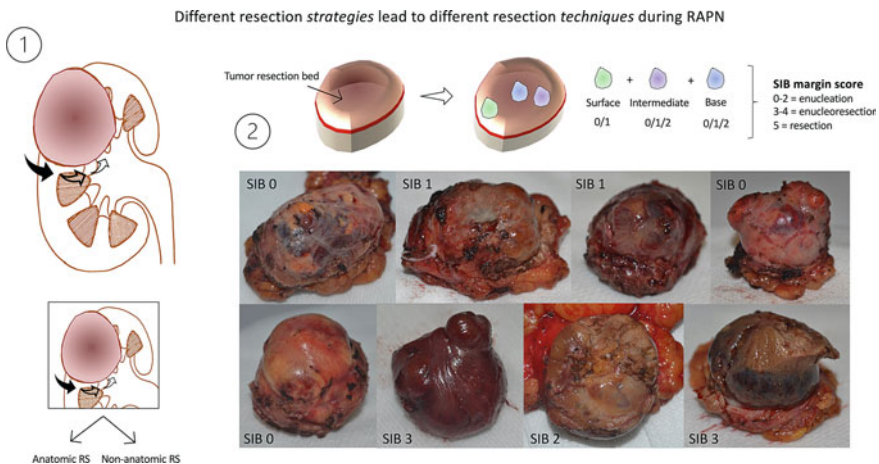 Different resection strategies lead to different resection techniques during RAPN
1
Tumor resection bed
Surface + Intermediate + Base
0/1 0/1/2 0/1/2
SIB margin score
0-2 = enucleation
3-4 = enucleoresection
5 = resection
2
SIB 0 SIB 1 SIB 1 SIB 0
SIB 0 SIB 3 SIB 2 SIB 3
Anatomic RS Non-anatomic RS